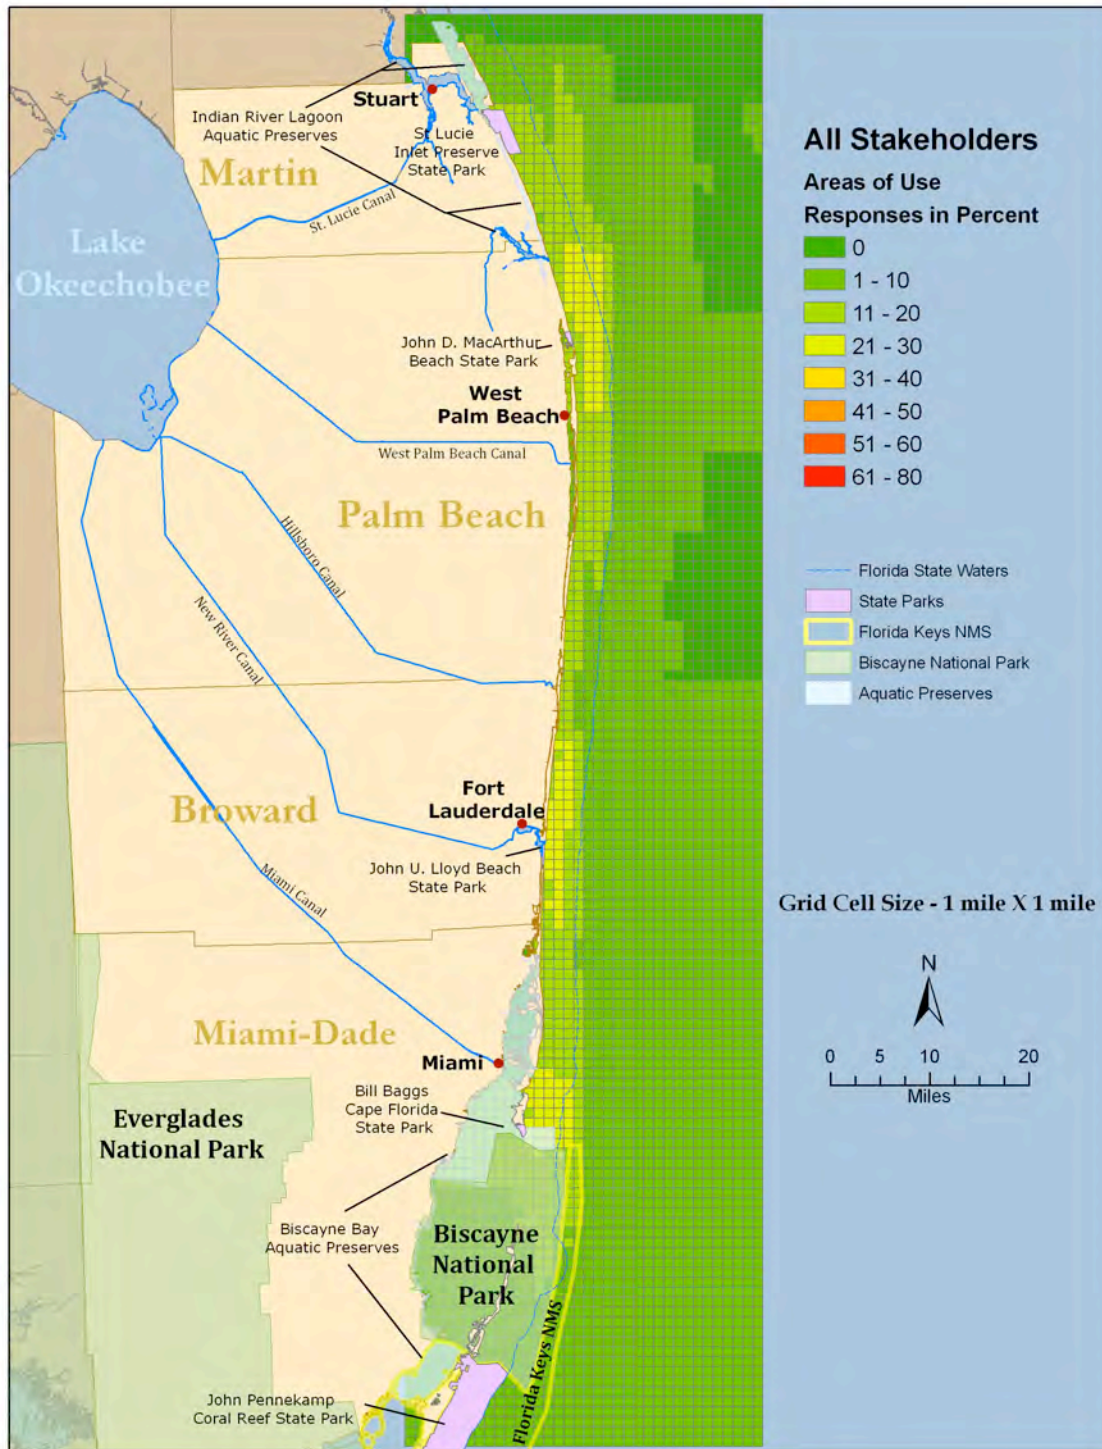 Stuart
Indian River Lagoon
Aquatic Preserves
St Lucie
Inlet Preserve
State Park
Martin
St. Lucie Canal
Lake
Okeechobee
John D. MacArthur
Beach State Park
West
Palm Beach
West Palm Beach Canal
Palm Beach
Hillsboro Canal
New River Canal
Fort
Lauderdale
Broward
John U. Lloyd Beach
State Park
Miami Canal
Miami-Dade
Miami
Bill Baggs
Cape Florida
State Park
Everglades
National Park
Biscayne Bay
Aquatic Preserves
Biscayne
National
Park
Florida Keys NMS
John Pennekamp
Coral Reef State Park
All Stakeholders
Areas of Use
Responses in Percent
0
1 - 10
11 - 20
21 - 30
31 - 40
41 - 50
51 - 60
61 - 80
Florida State Waters
State Parks
Florida Keys NMS
Biscayne National Park
Aquatic Preserves
Grid Cell Size - 1 mile X 1 mile
N
0 5 10 20
Miles